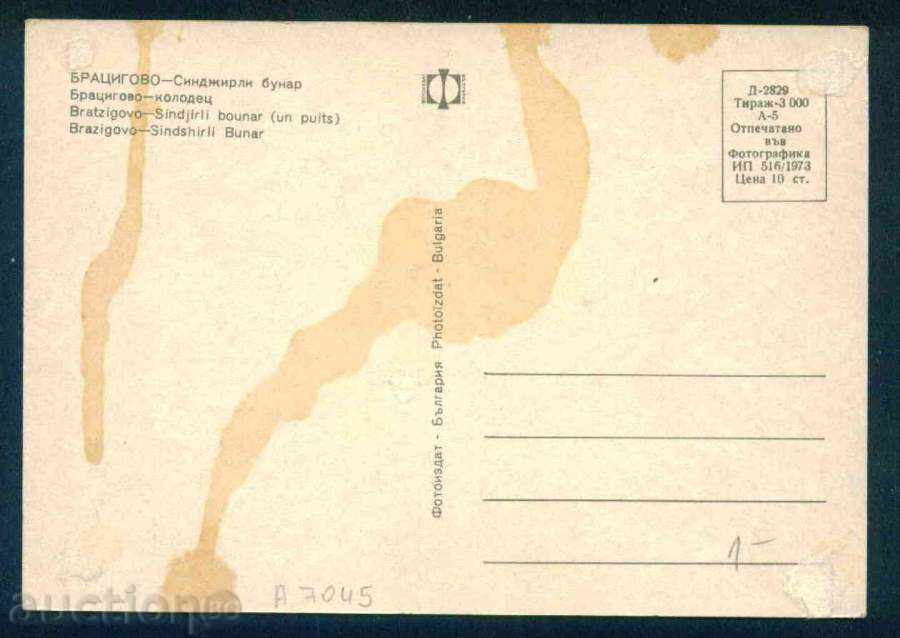 БРАЦИГОВО—Синджирли бунар
Брацигово—колодец
Bratzigovo—Sindjirli bounar (un puits)
Brazigovo—Sindshirli Bunar
Д-2829
Тираж-3 000
А-5
Отпечатано
във
Фотографика
ИП 516/1973
Цена 10 ст.
Фотоиздат - България Photoizdat - Bulgaria
1-
A 7045
auction